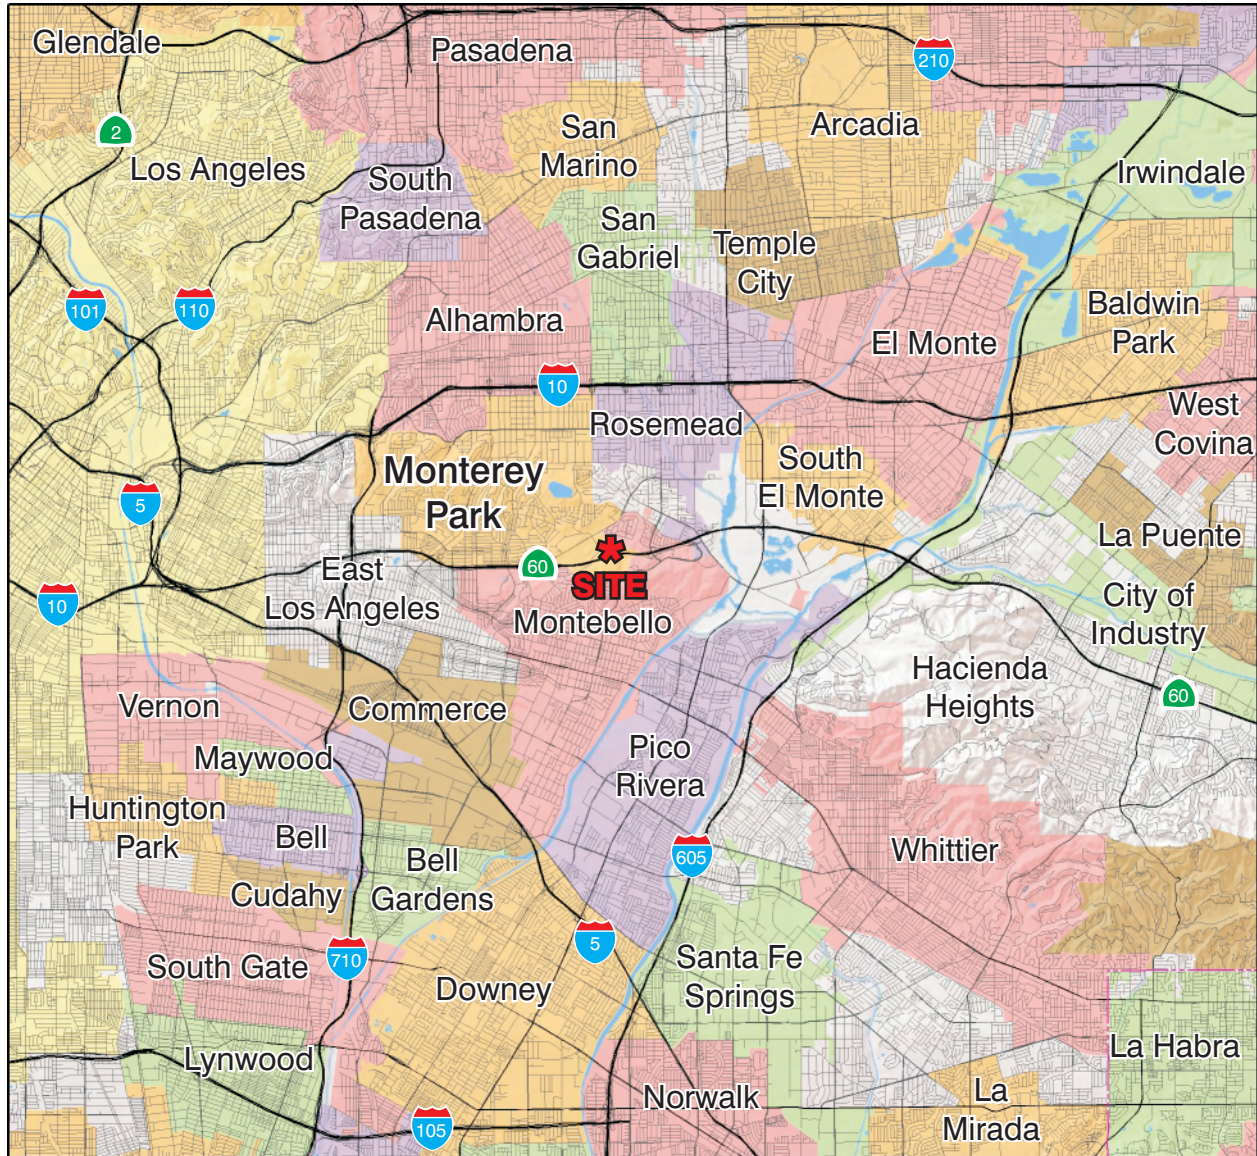 Glendale
Pasadena
210
2
San
Marino
Arcadia
Los Angeles
South
Pasadena
Irwindale
San
Gabriel
Temple
City
101
110
Alhambra
El Monte
Baldwin
Park
10
Rosemead
West
Covina
Monterey
Park
South
El Monte
5
La Puente
60
*
SITE
East
Los Angeles
Montebello
10
City of
Industry
Hacienda
Heights
60
Vernon
Commerce
Maywood
Pico
Rivera
Huntington
Park
Bell
605
Whittier
Bell
Gardens
Cudahy
5
South Gate
710
Downey
Santa Fe
Springs
Lynwood
La Habra
Norwalk
La
Mirada
105